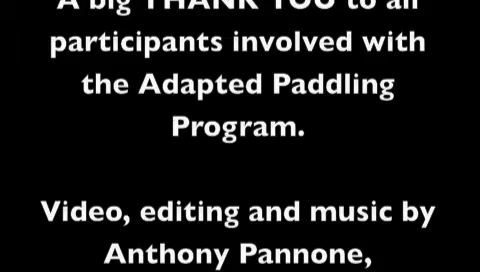 A big THANK YOU to all
participants involved with
the Adapted Paddling
Program.
Video, editing and music by
Anthony Pannone,